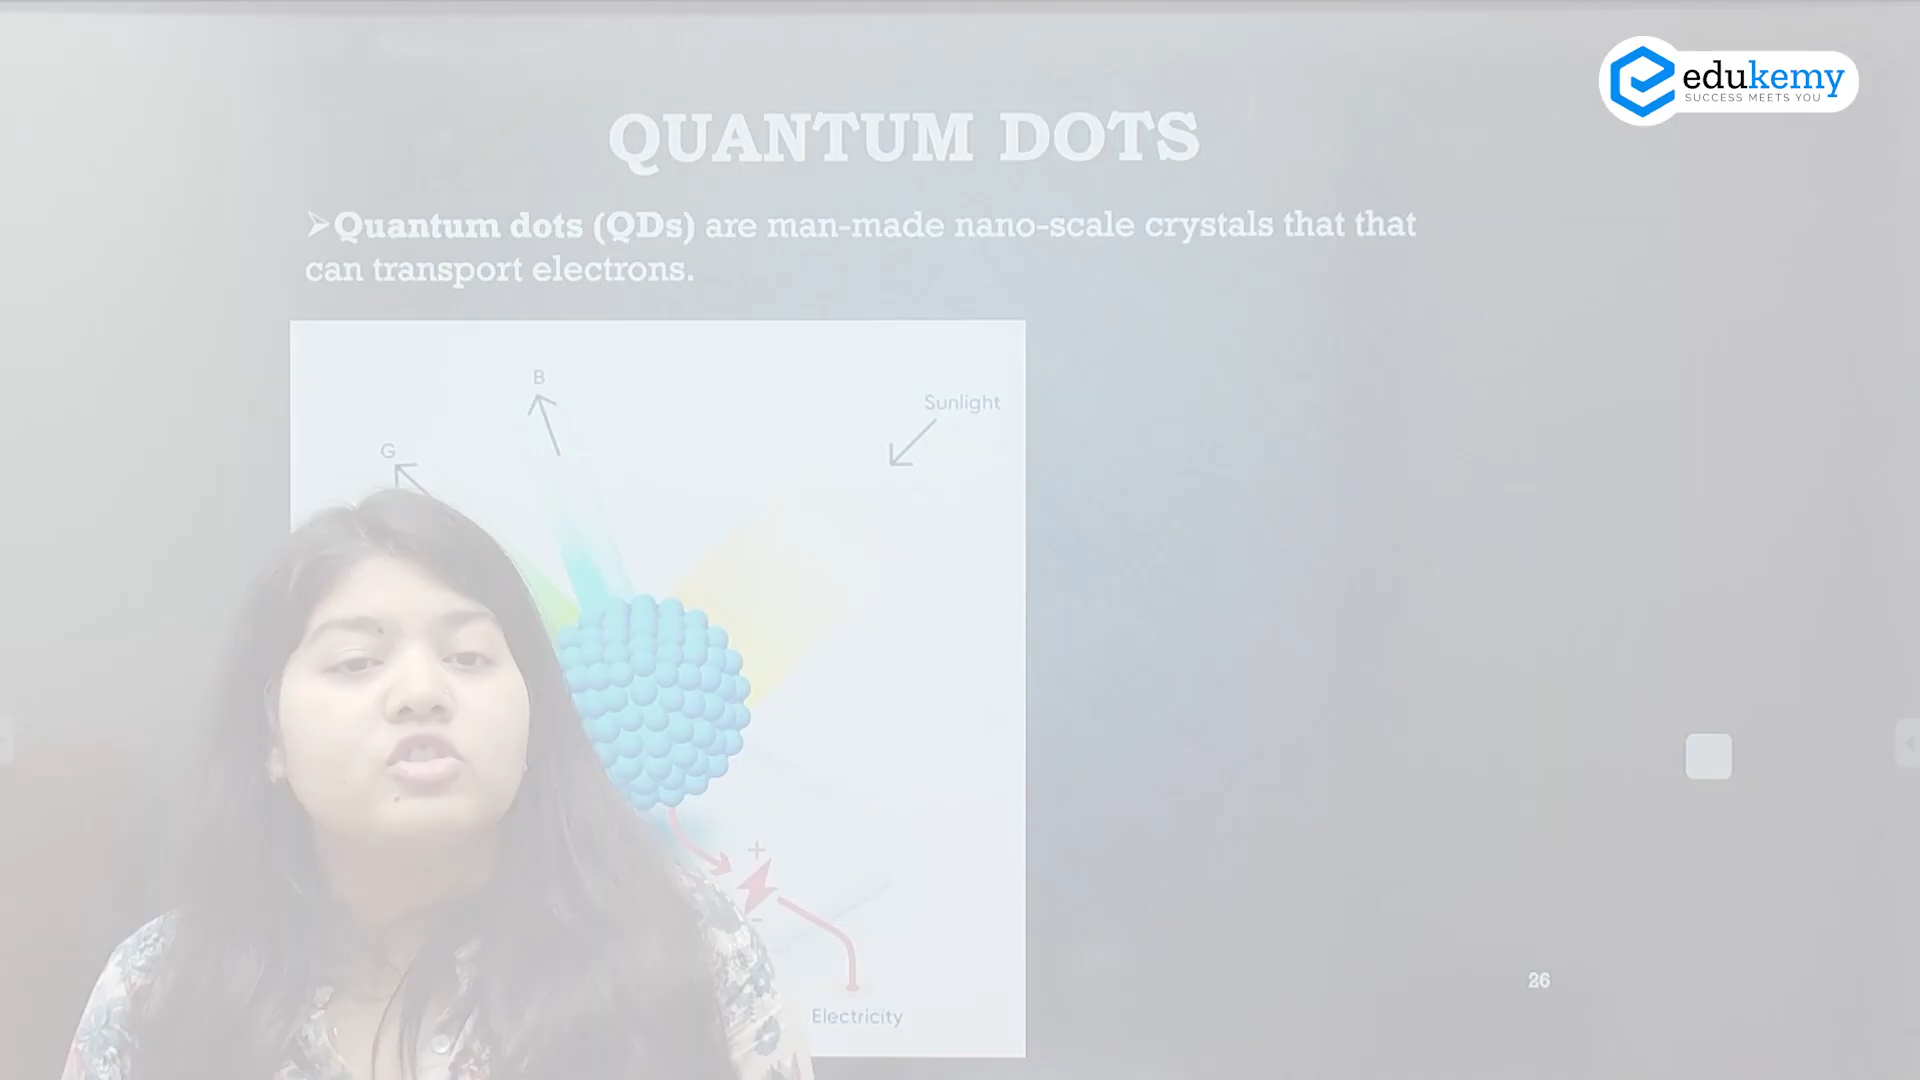 edukemy
SUCCESS MEETS YOU
QUANTUM DOTS
➢Quantum dots (QDs) are man-made nano-scale crystals that that
can transport electrons.
B
Sunlight
G
+
−
Electricity
26